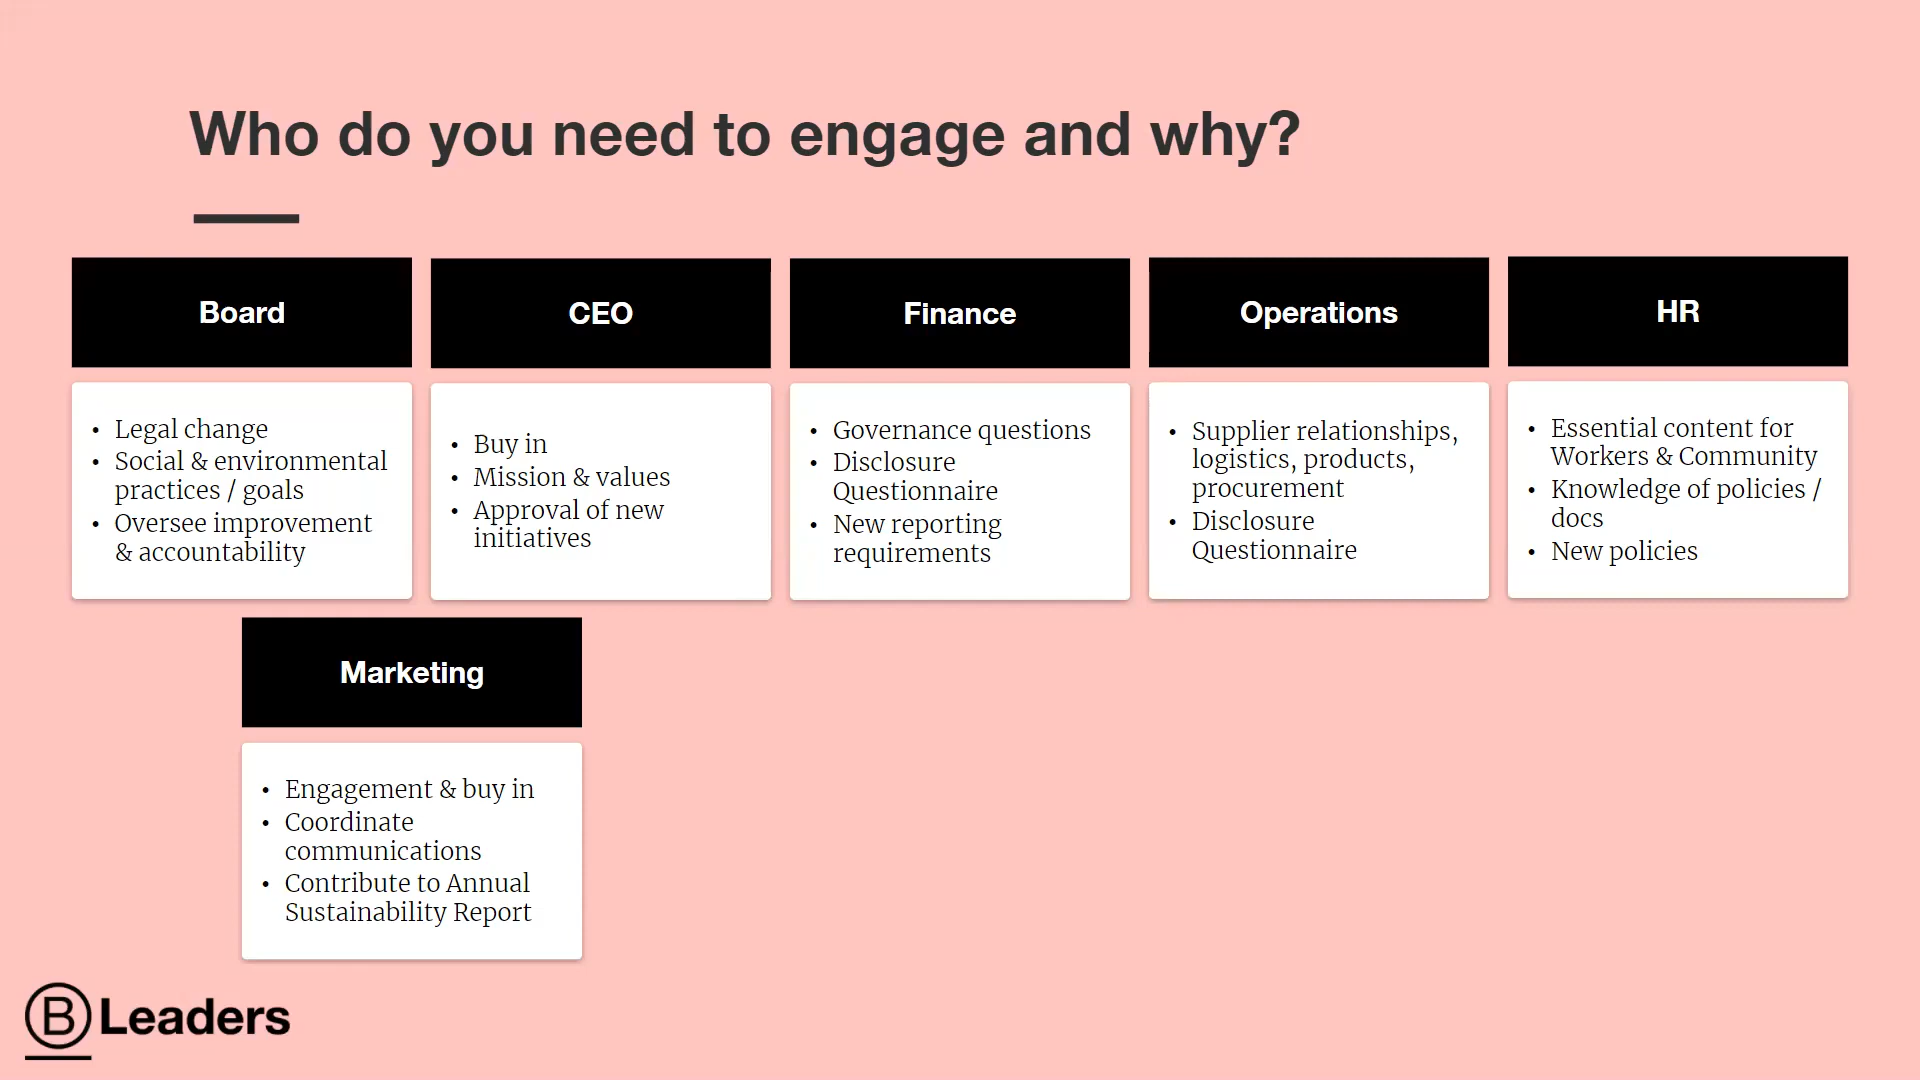 Who do you need to engage and why?
Board
• Legal change
• Social & environmental
practices / goals
• Oversee improvement
& accountability
CEO
• Buy in
• Mission & values
• Approval of new
initiatives
Finance
• Governance questions
• Disclosure
Questionnaire
• New reporting
requirements
Operations
• Supplier relationships,
logistics, products,
procurement
• Disclosure
Questionnaire
HR
• Essential content for
Workers & Community
• Knowledge of policies /
docs
• New policies
Marketing
• Engagement & buy in
• Coordinate
communications
• Contribute to Annual
Sustainability Report
B Leaders